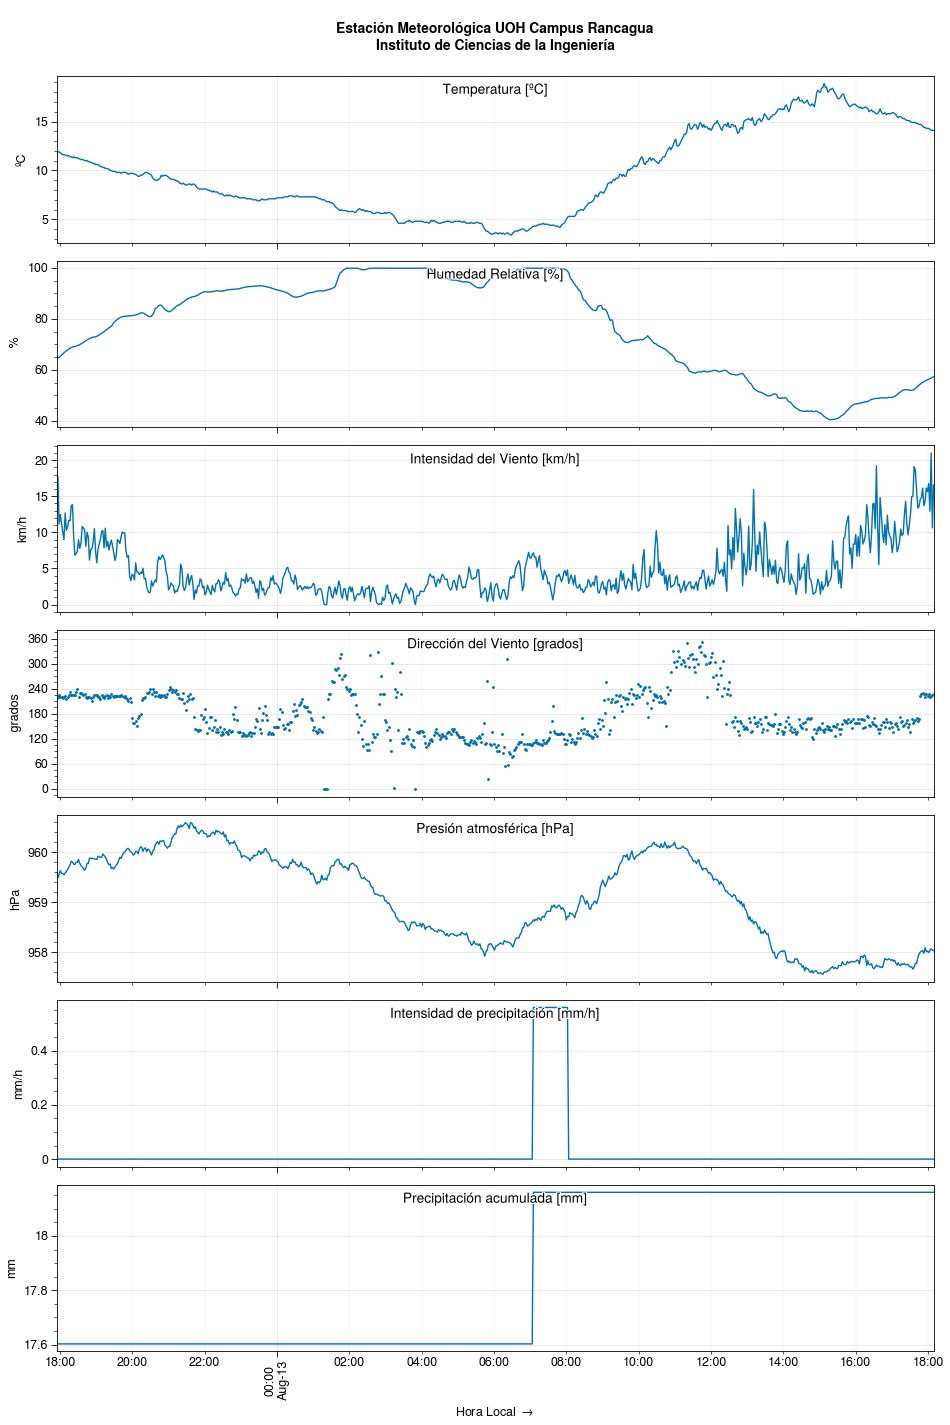 Estación Meteorológica UOH Campus Rancagua
Instituto de Ciencias de la Ingeniería
Temperatura [ºC]
15
10
5
ºC
Humedad Relativa [%]
100
80
60
40
%
Intensidad del Viento [km/h]
20
15
10
5
0
km/h
Dirección del Viento [grados]
360
300
240
180
120
60
0
grados
Presión atmosférica [hPa]
960
959
958
hPa
Intensidad de precipitación [mm/h]
0.4
0.2
0
mm/h
Precipitación acumulada [mm]
18
17.8
17.6
mm
18:00 20:00 22:00 00:00 02:00 04:00 06:00 08:00 10:00 12:00 14:00 16:00 18:00
Aug-13
Hora Local →